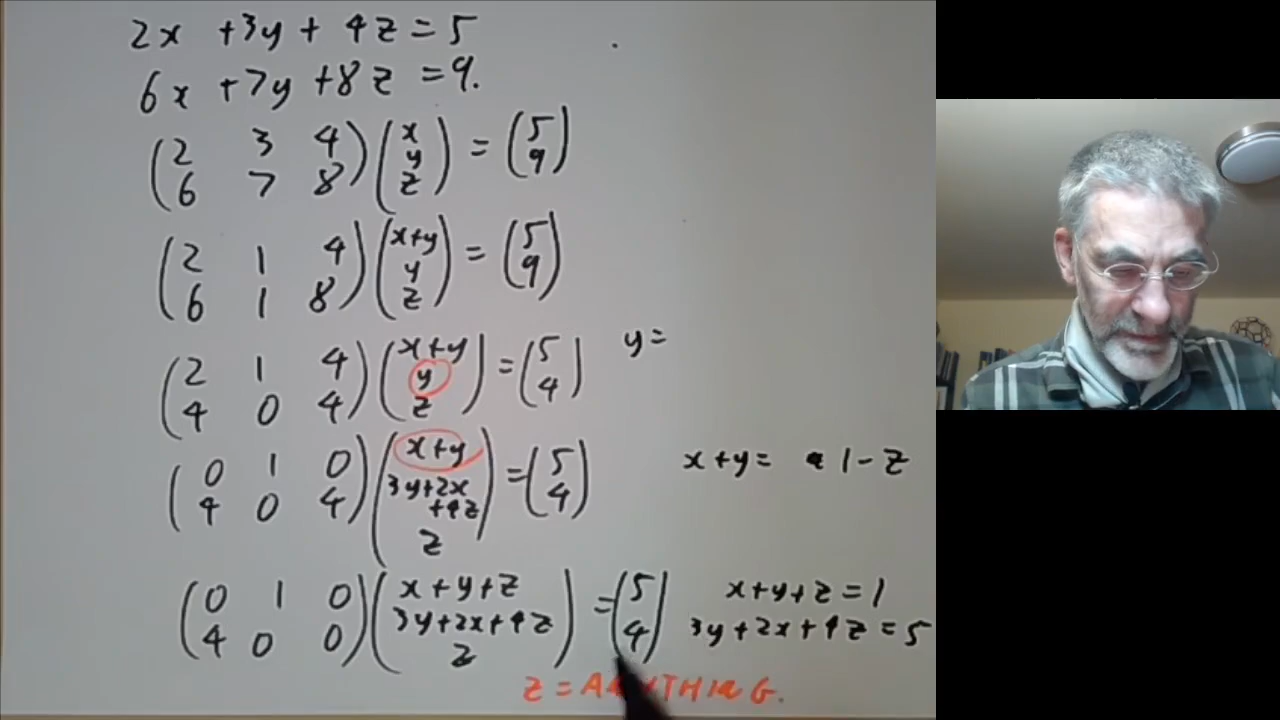 2x + 3y + 4z = 5
6x + 7y + 8z = 9.
(2 3 4) (x) = (5)
(6 7 8) (y) (9)
(z)
(2 1 4) (x+y) = (5)
(6 1 8) (y) (9)
(z)
(2 1 4) (x+y) = (5) y =
(4 0 4) (y) (4)
(z)
(0 1 0) (x+y) = (5) x+y = 1-z
(4 0 4) (3y+2x+4z) (4)
(z)
(0 1 0) (x+y+z) = (5) x+y+z = 1
(4 0 0) (3y+2x+4z) (4) 3y+2x+4z = 5
(z)
z =